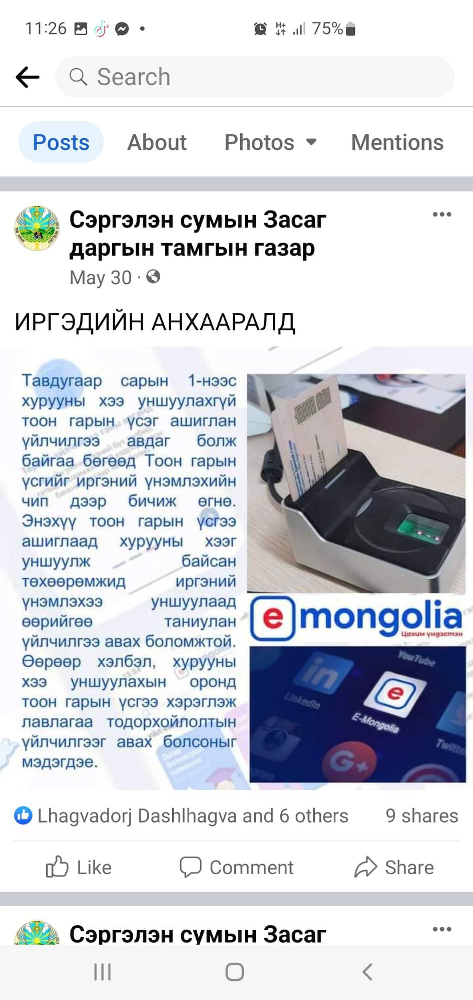 11:26
75%
Search
Posts About Photos Mentions
Сэргэлэн сумын Засаг
даргын тамгын газар
May 30 ·
ИРГЭДИЙН АНХААРАЛД
Тавдугаар сарын 1-нээс
хурууны хээ уншуулахгүй
тоон гарын үсэг ашиглан
үйлчилгээ авдаг болж
байгаа бөгөөд Тоон гарын
үсгийг иргэний үнэмлэхийн
чип дээр бичиж өгнө.
Энэхүү тоон гарын үсгээ
ашиглаад хурууны хээг
уншуулж байсан
төхөөрөмжид иргэний
үнэмлэхээ уншуулаад
өөрийгөө таниулан
үйлчилгээ авах боломжтой.
Өөрөөр хэлбэл, хурууны
хээ уншуулахын оронд
тоон гарын үсгээ хэрэглэж
лавлагаа тодорхойлолтын
үйлчилгээг авах болсоныг
мэдэгдэе.
e mongolia
Цахим үндэстэн
YouTube
in
LinkedIn
e
E-Mongolia
G+
Lhagvadorj Dashlhagva and 6 others 9 shares
Like Comment Share
Сэргэлэн сумын Засаг